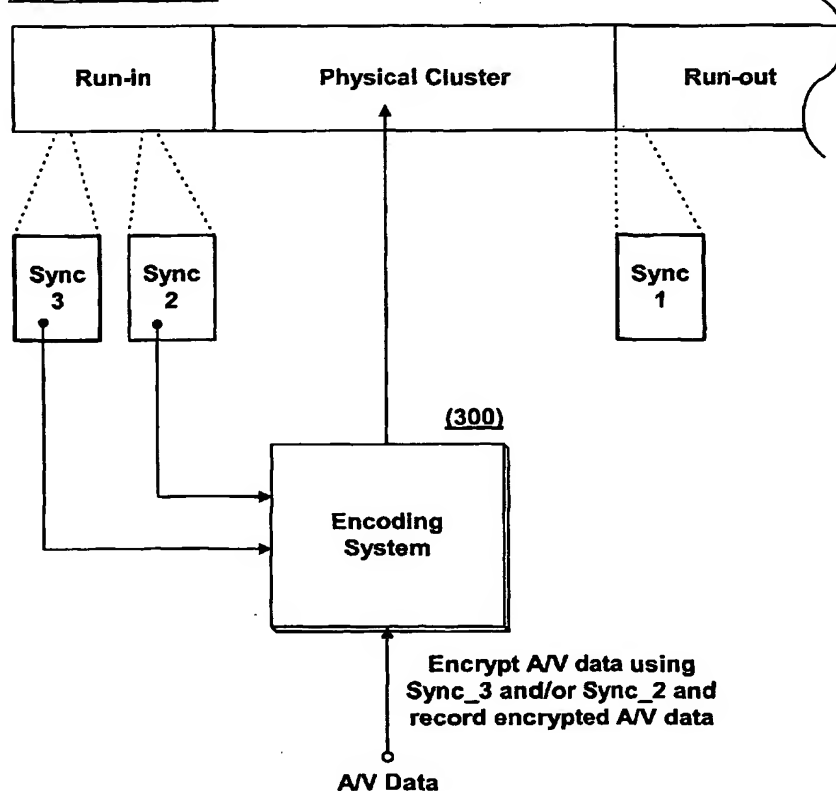 Run-in
Physical Cluster
Run-out
Sync
3
Sync
2
Sync
1
(300)
Encoding
System
Encrypt A/V data using
Sync_3 and/or Sync_2 and
record encrypted A/V data
A/V Data